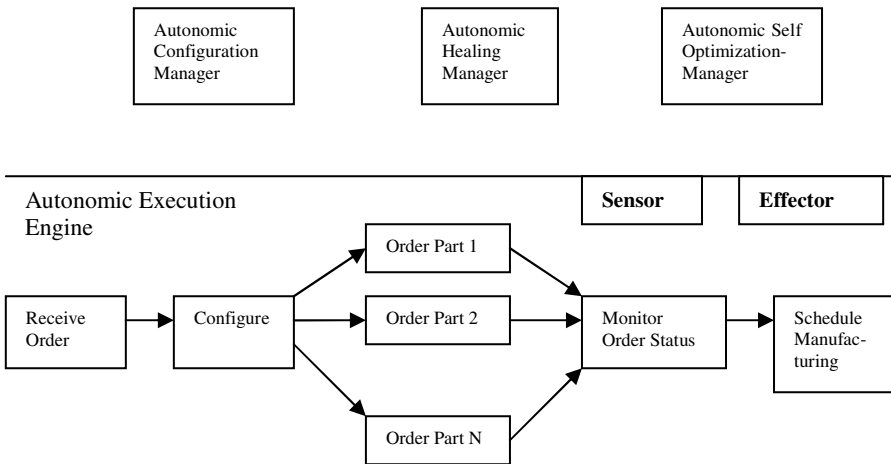 Autonomic
Configuration
Manager
Autonomic
Healing
Manager
Autonomic Self
Optimization-
Manager
Autonomic Execution
Engine
Sensor
Effector
Order Part 1
Receive
Order
Configure
Order Part 2
Monitor
Order Status
Schedule
Manufac-
turing
Order Part N